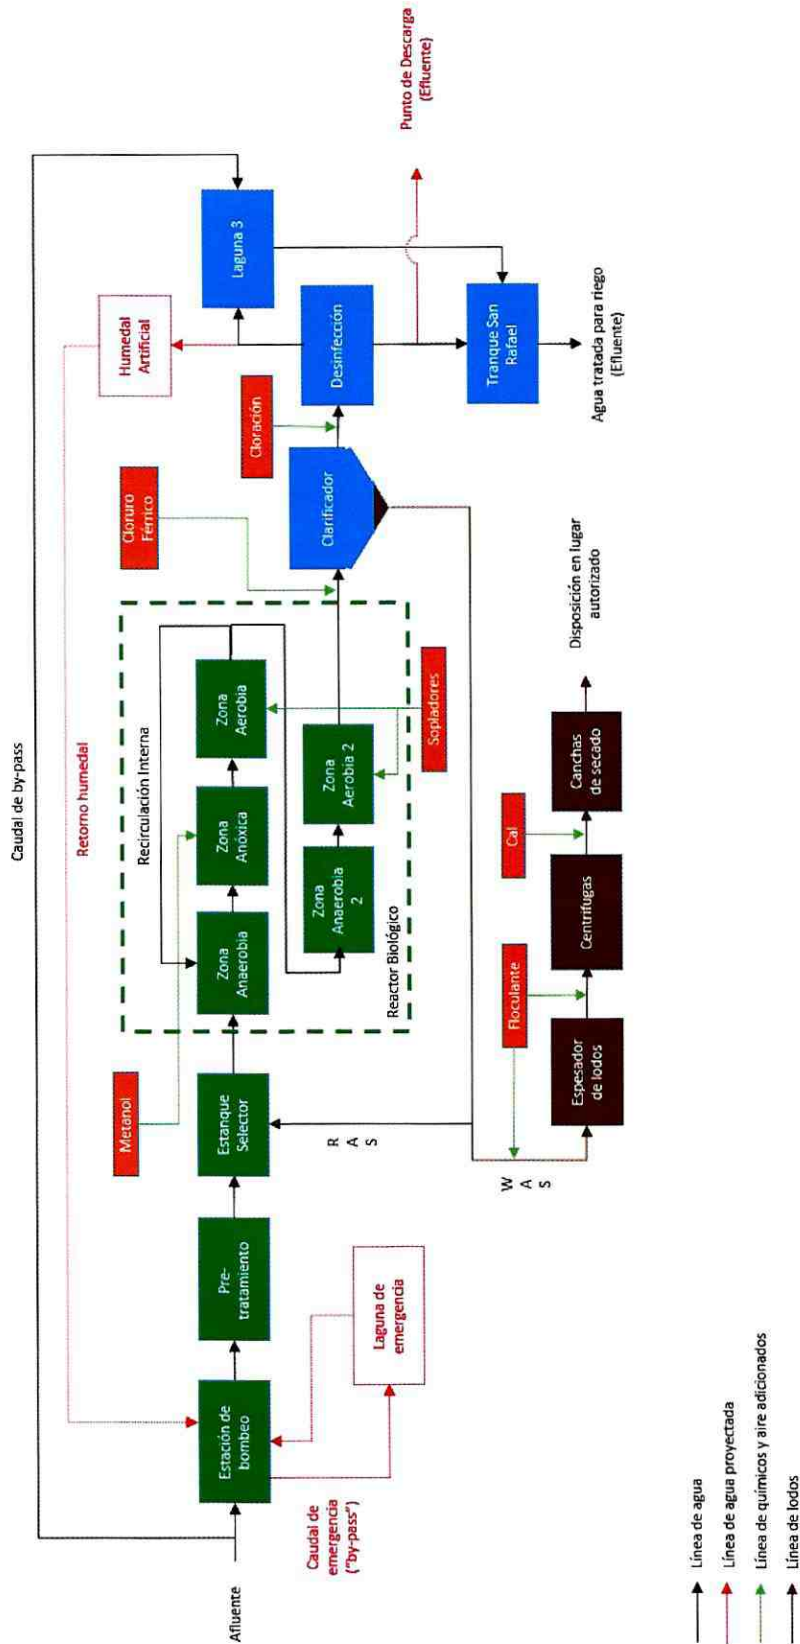 Caudal de by-pass
Retorno humedal
Metanol
Cloruro
Férrico
Humedal
Artificial
Recirculación Interna
Cloración
Laguna 3
Afluente
Estación de
bombeo
Pre-
tratamiento
Estanque
Selector
Zona
Anaerobia
Zona
Anóxica
Zona
Aerobia
Clarificador
Desinfección
Zona
Anaerobia
2
Zona
Aerobia 2
Reactor Biológico
Sopladores
Caudal de
emergencia
("by-pass")
Laguna de
emergencia
R
A
S
Punto de Descarga
(Efluente)
Tranque San
Rafael
Agua tratada para riego
(Efluente)
W
A
S
Floculante
Cal
Espesador
de lodos
Centrífugas
Canchas
de secado
Disposición en lugar
autorizado
Línea de agua
Línea de agua proyectada
Línea de químicos y aire adicionados
Línea de lodos